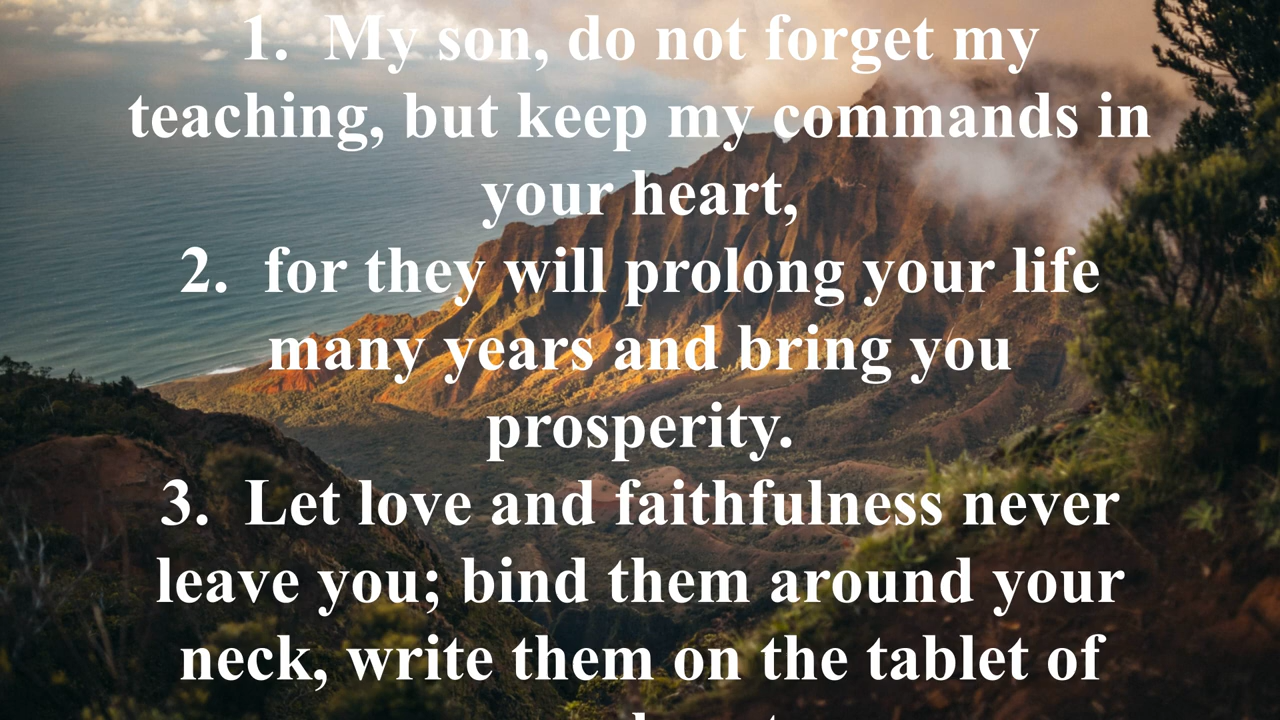 1.  My son, do not forget my
teaching, but keep my commands in
your heart,
2.  for they will prolong your life
many years and bring you
prosperity.
3.  Let love and faithfulness never
leave you; bind them around your
neck, write them on the tablet of